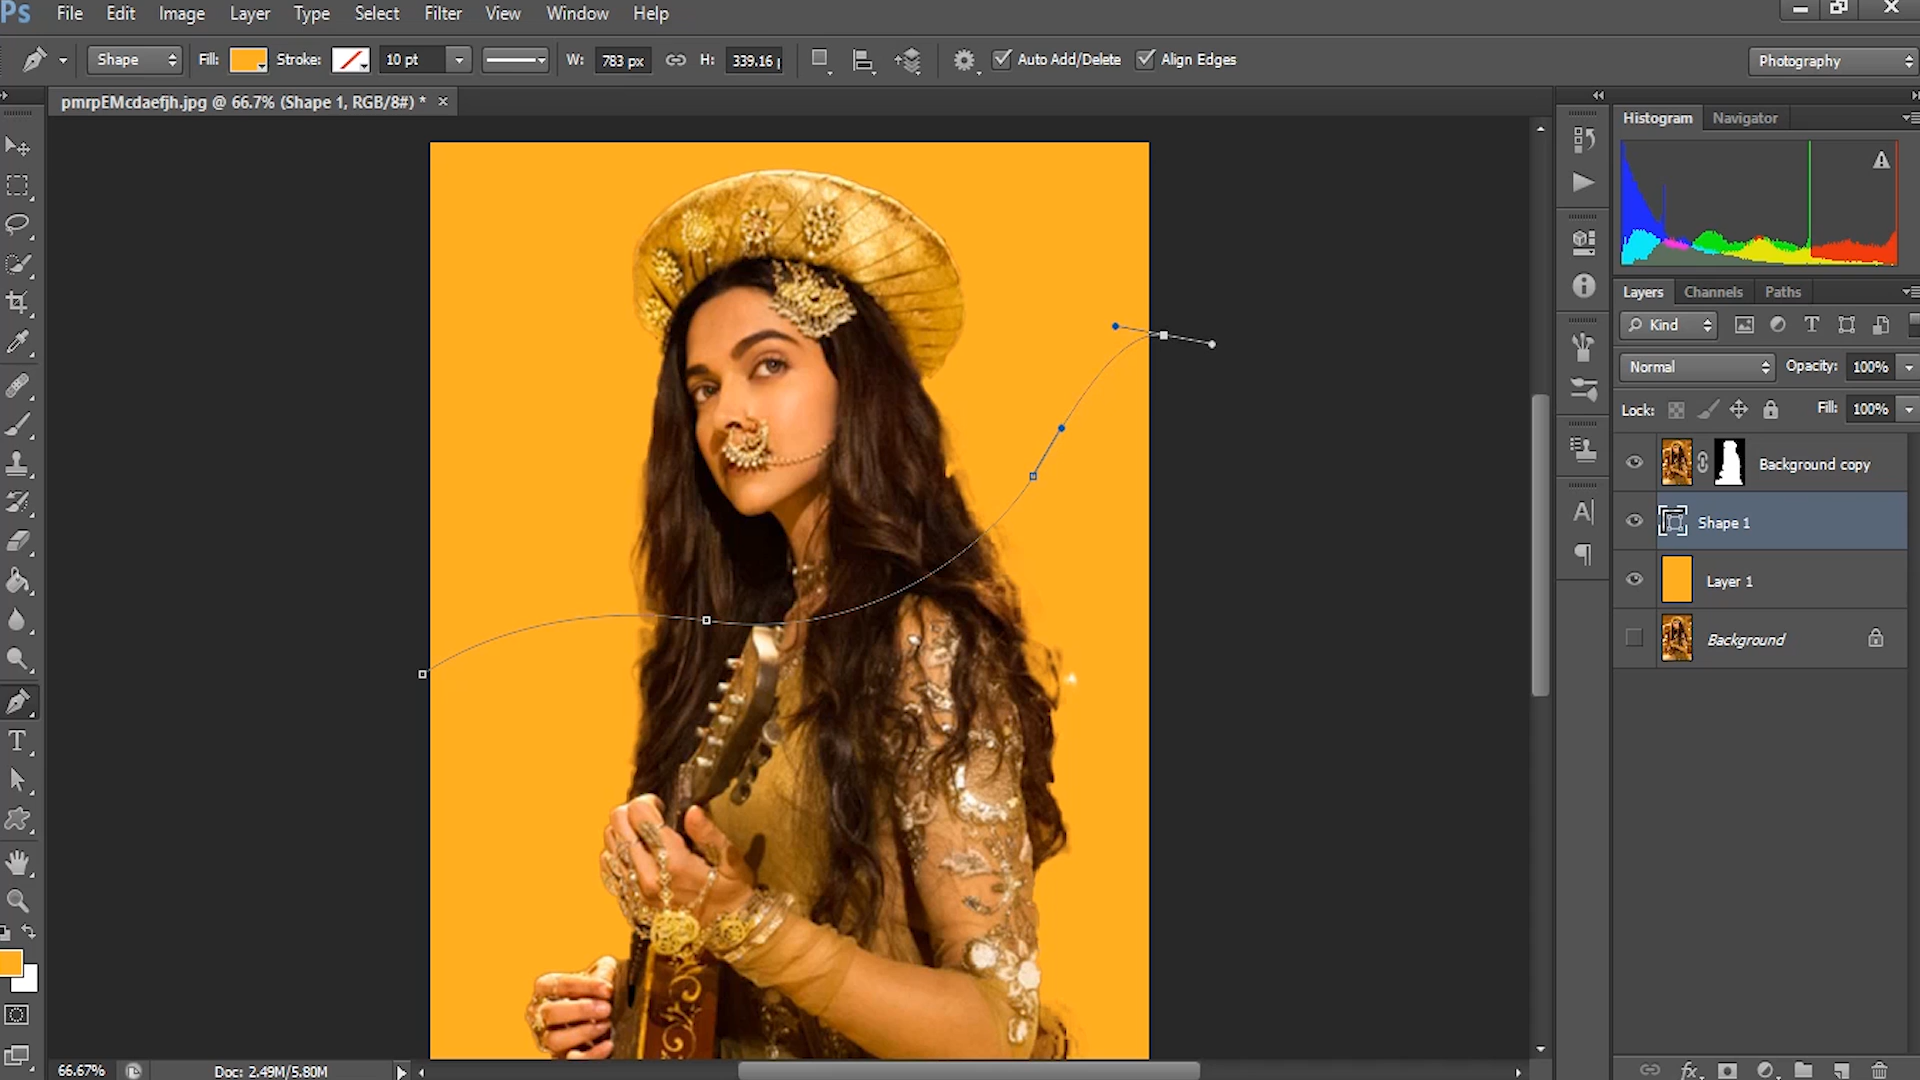 Ps File Edit Image Layer Type Select Filter View Window Help
Shape Fill: Stroke: 10 pt W: 783 px H: 339.16 Auto Add/Delete Align Edges Photography
pmrpEMcdaefjh.jpg @ 66.7% (Shape 1, RGB/8#) * ×
Histogram Navigator
Layers Channels Paths
Kind
Normal Opacity: 100%
Lock: Fill: 100%
Background copy
Shape 1
Layer 1
Background
66.67% Doc: 2.49M/5.80M